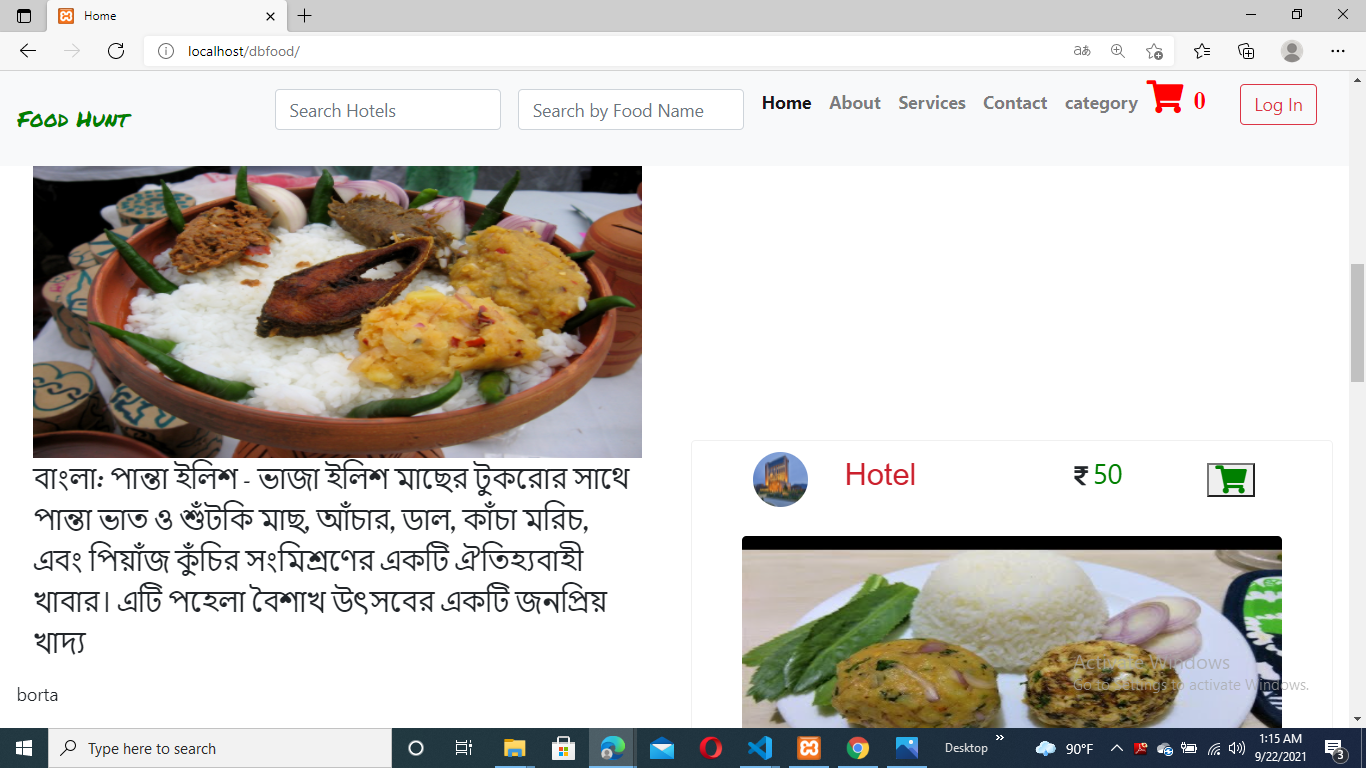 Home
localhost/dbfood/
Food Hunt
Search Hotels
Search by Food Name
Home
About
Services
Contact
category
0
Log In
বাংলা: পান্তা ইলিশ - ভাজা ইলিশ মাছের টুকরোর সাথে
পান্তা ভাত ও শুঁটকি মাছ, আঁচার, ডাল, কাঁচা মরিচ,
এবং পিয়াঁজ কুঁচির সংমিশ্রণের একটি ঐতিহ্যবাহী
খাবার। এটি পহেলা বৈশাখ উৎসবের একটি জনপ্রিয়
খাদ্য
borta
Hotel
₹ 50
Activate Windows
Go to Settings to activate Windows.
Type here to search
Desktop
90°F
1:15 AM
9/22/2021
3